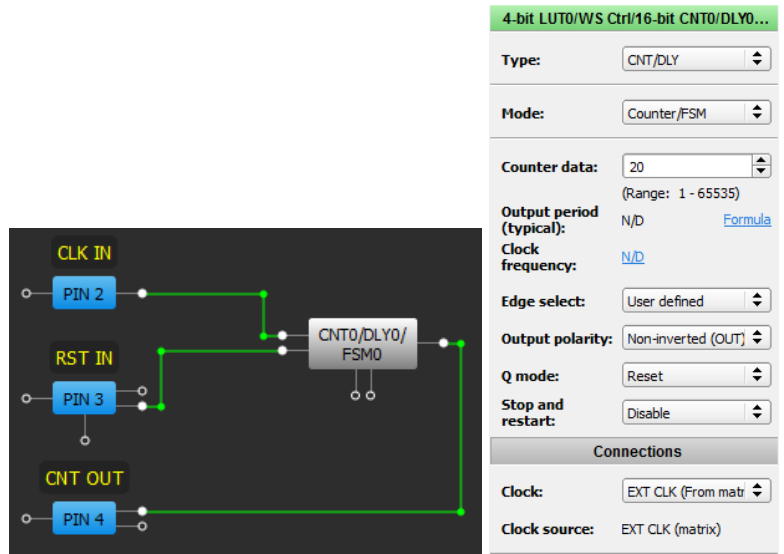 CLK IN
PIN 2
RST IN
PIN 3
CNT OUT
PIN 4
CNT0/DLY0/
FSM0
4-bit LUT0/WS Ctrl/16-bit CNT0/DLY0...
Type: CNT/DLY
Mode: Counter/FSM
Counter data: 20
(Range: 1 - 65535)
Output period
(typical): N/D Formula
Clock
frequency: N/D
Edge select: User defined
Output polarity: Non-inverted (OUT)
Q mode: Reset
Stop and
restart: Disable
Connections
Clock: EXT CLK (From matr
Clock source: EXT CLK (matrix)